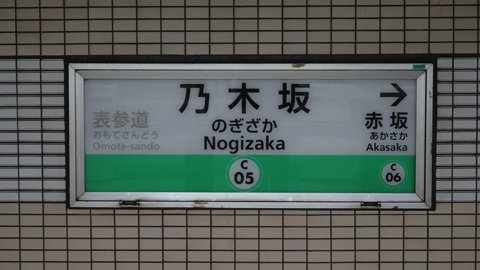 乃木坂
のぎざか
Nogizaka
C
05
表参道
おもてさんどう
Omote-sando
→
赤坂
あかさか
Akasaka
C
06